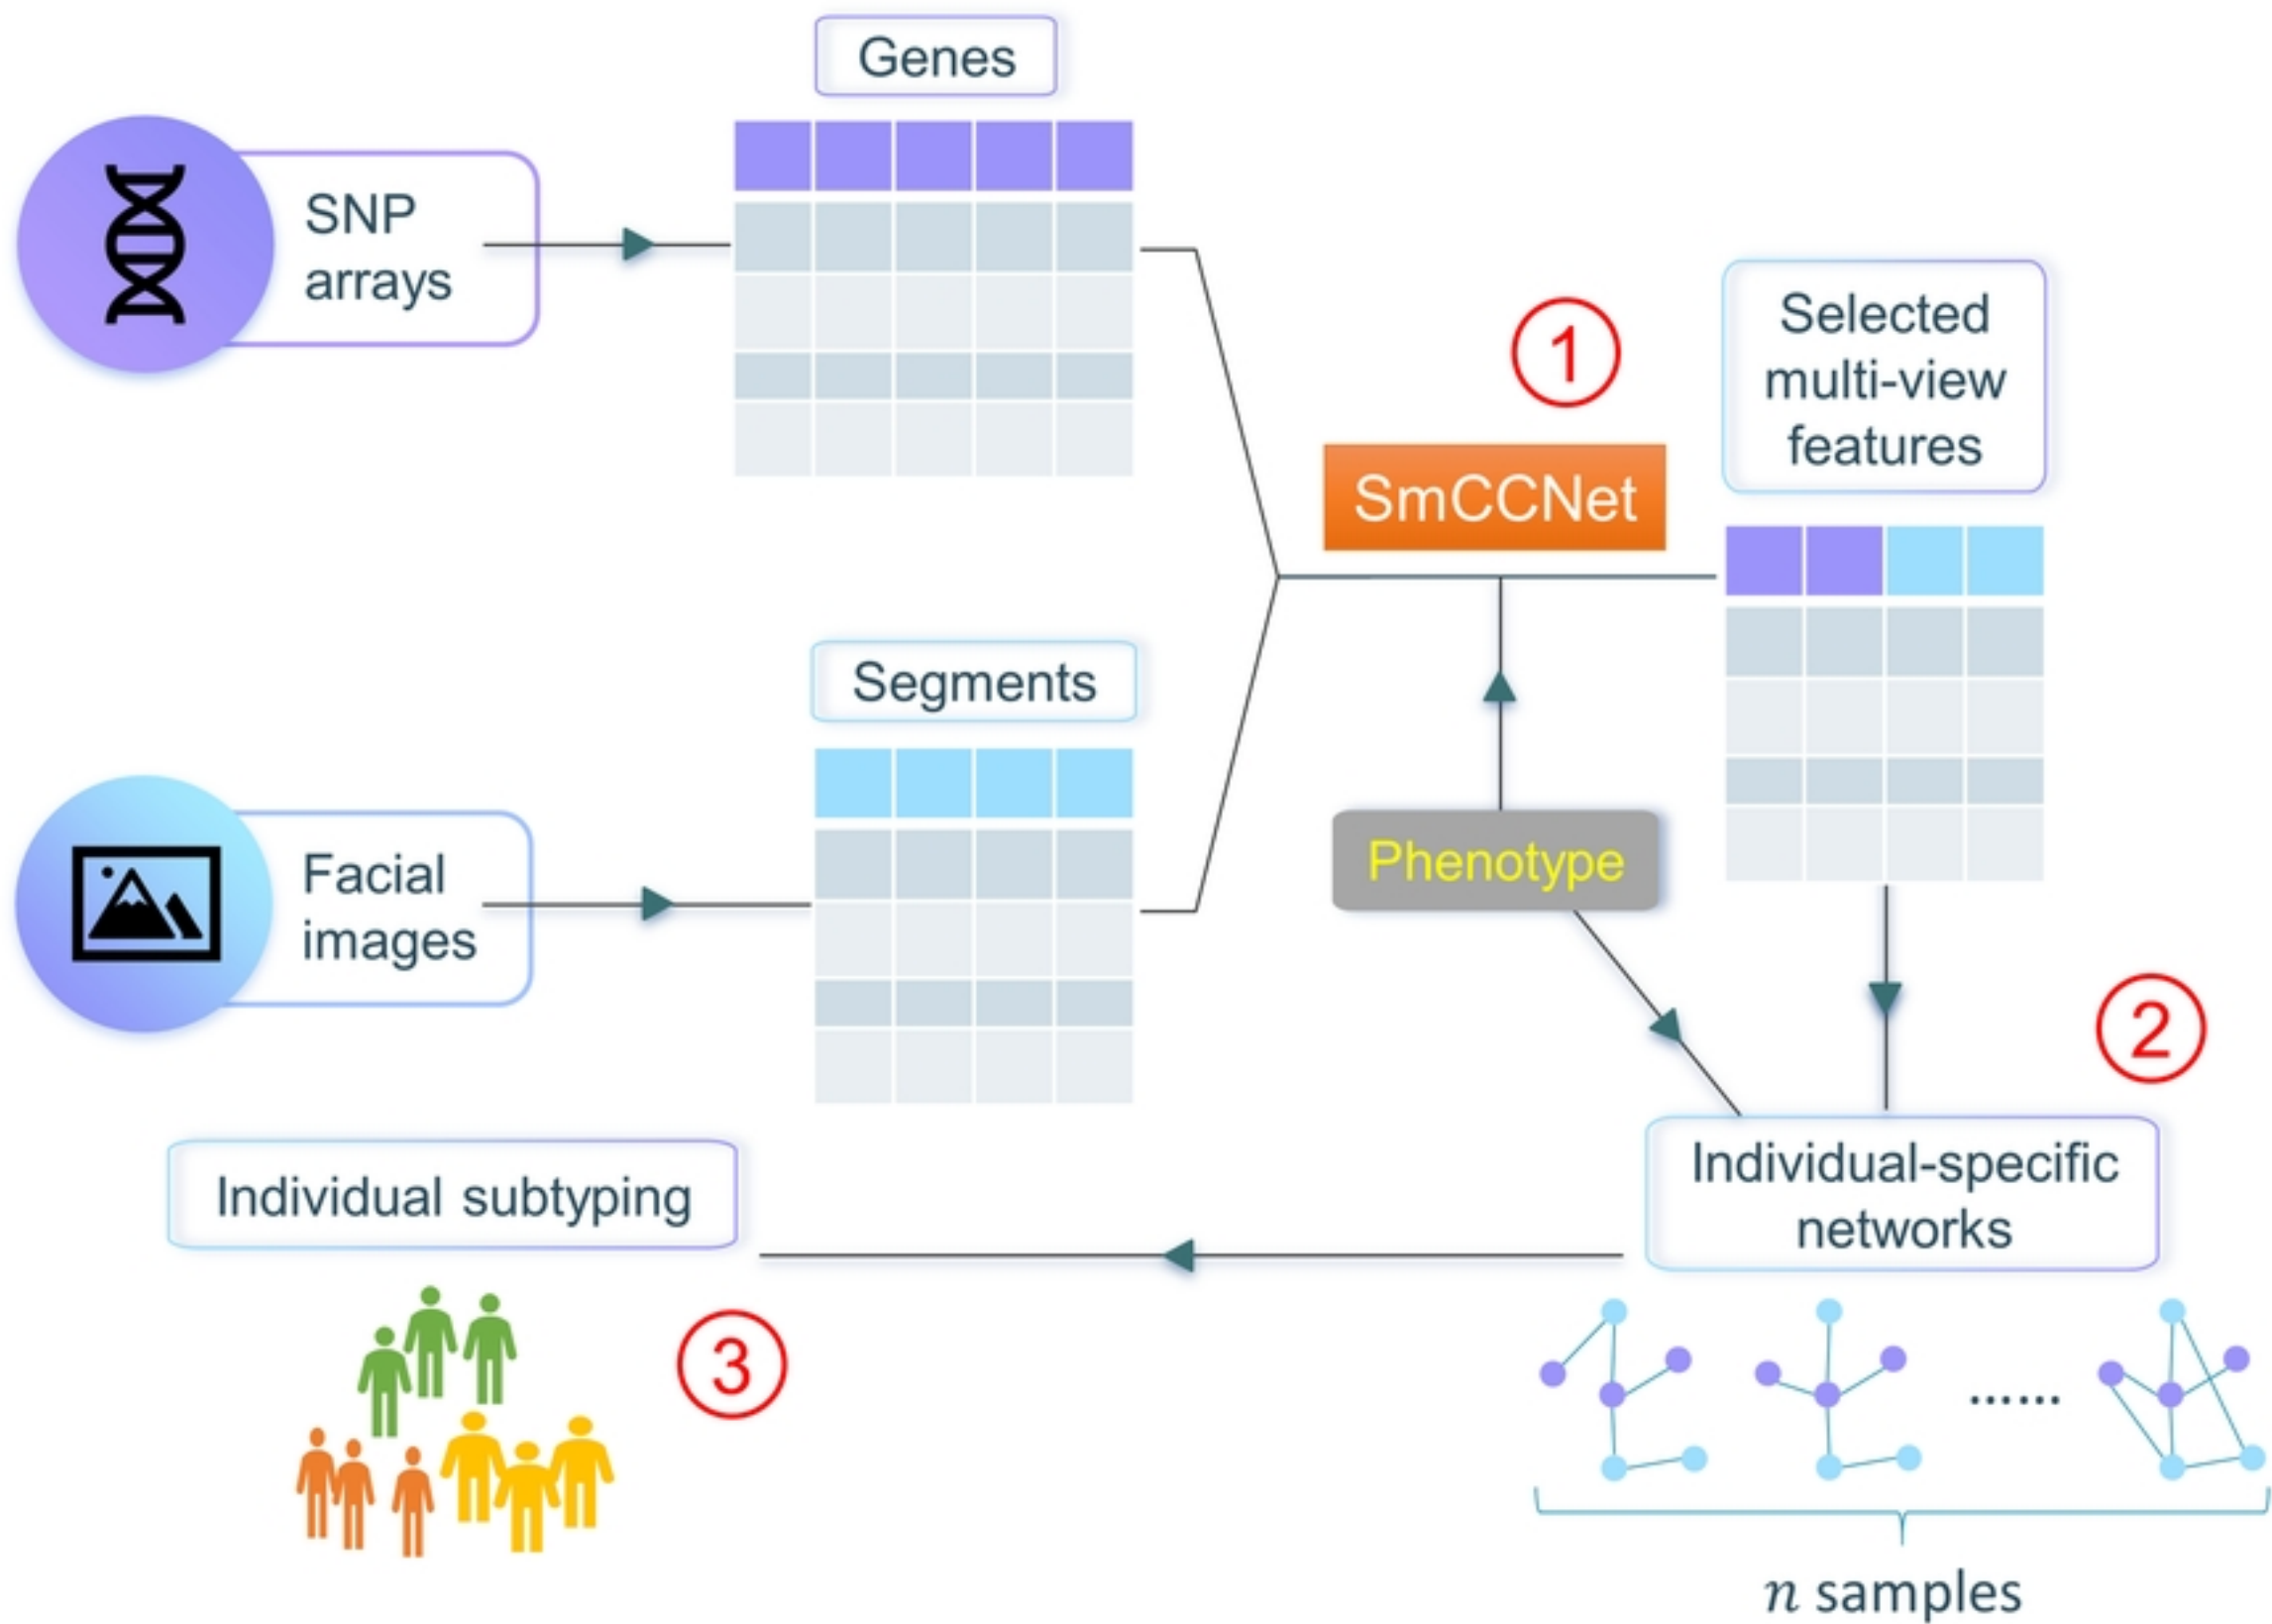 Genes
SNP
arrays
1
Selected
multi-view
features
SmCCNet
Segments
Phenotype
Facial
images
2
Individual-specific
networks
Individual subtyping
3
......
n samples